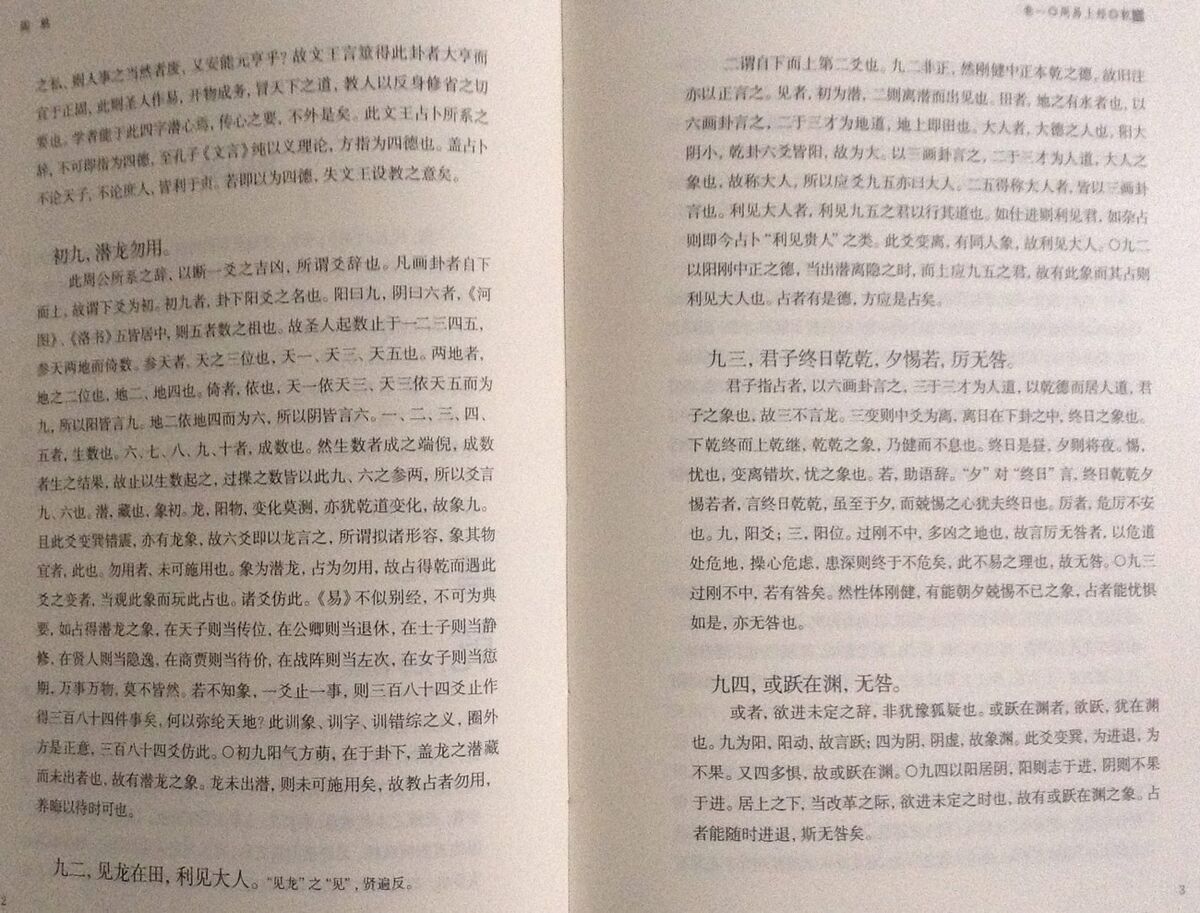 周易
之私，则人事之当然者废，又安能元亨乎？故文王言筮得此卦者大亨而
宜于正固，此则圣人作易，开物成务，冒天下之道，教人以反身修省之切
要也。学者能于此四字潜心焉，传心之要，不外是矣。此文王占卜所系之
辞，不可即指为四德，至孔子《文言》纯以义理论，方指为四德也。盖占卜
不论天子，不论庶人，皆利于贞。若即以为四德，失文王设教之意矣。
初九，潜龙勿用。
此周公所系之辞，以断一爻之吉凶，所谓爻辞也。凡画卦者自下
而上，故谓下爻为初。初九者，卦下阳爻之名也。阳曰九，阴曰六者，《河
图》、《洛书》五皆居中，则五者数之祖也。故圣人起数止于一二三四五，
参天两地而倚数。参天者，天之三位也，天一、天三、天五也。两地者，
地之二位也，地二、地四也。倚者，依也，天一依天三、天三依天五而为
九，所以阳皆言九。地二依地四而为六，所以阴皆言六。一、二、三、四、
五者，生数也。六、七、八、九、十者，成数也。然生数者成之端倪，成数
者生之结果，故止以生数起之，过揲之数皆以此九、六之参两，所以爻言
九、六也。潜，藏也，象初。龙，阳物，变化莫测，亦犹乾道变化，故象九。
且此爻变巽错震，亦有龙象，故六爻即以龙言之，所谓拟诸形容，象其物
宜者，此也。勿用者，未可施用也。象为潜龙，占为勿用，故占得乾而遇此
爻之变者，当观此象而玩此占也。诸爻仿此。《易》不似别经，不可为典
要，如占得潜龙之象，在天子则当传位，在公卿则当退休，在士子则当静
修，在贤人则当隐逸，在商贾则当待价，在战阵则当左次，在女子则当愆
期，万事万物，莫不皆然。若不知象，一爻止一事，则三百八十四爻止作
得三百八十四件事矣，何以弥纶天地？此训象、训字、训错综之义，圈外
方是正意，三百八十四爻仿此。○初九阳气方萌，在于卦下，盖龙之潜藏
而未出者也，故有潜龙之象。龙未出潜，则未可施用矣，故教占者勿用，
养晦以待时可也。
九二，见龙在田，利见大人。“见龙”之“见”，贤遍反。
2
卷一○周易上经○乾
二谓自下而上第二爻也。九二非正，然刚健中正本乾之德，故旧注
亦以正言之。见者，初为潜，二则离潜而出见也。田者，地之有水者也，以
六画卦言之，二于三才为地道，地上即田也。大人者，大德之人也。阳大
阴小，乾卦六爻皆阳，故为大。以三画卦言之，二于三才为人道，大人之
象也，故称大人，所以应爻九五亦曰大人。二五得称大人者，皆以三画卦
言也。利见大人者，利见九五之君以行其道也。如仕进则利见君，如杂占
则即今占卜“利见贵人”之类。此爻变离，有同人象，故利见大人。○九二
以阳刚中正之德，当出潜离隐之时，而上应九五之君，故有此象而其占则
利见大人也。占者有是德，方应是占矣。
九三，君子终日乾乾，夕惕若，厉无咎。
君子指占者，以六画卦言之，三于三才为人道，以乾德而居人道，君
子之象也，故三不言龙。三变则中爻为离，离日在下卦之中，终日之象也。
下乾终而上乾继，乾乾之象，乃健而不息也。终日是昼，夕则将夜。惕，
忧也，变离错坎，忧之象也。若，助语辞。“夕”对“终日”言，终日乾乾夕
惕若者，言终日乾乾，虽至于夕，而兢惕之心犹夫终日也。厉者，危厉不安
也。九，阳爻；三，阳位。过刚不中，多凶之地也，故言厉无咎者，以危道
处危地，操心危虑，患深则终于不危矣，此不易之理也，故无咎。○九三
过刚不中，若有咎矣。然性体刚健，有能朝夕兢惕不已之象，占者能忧惧
如是，亦无咎也。
九四，或跃在渊，无咎。
或者，欲进未定之辞，非犹豫狐疑也。或跃在渊者，欲跃，犹在渊
也。九为阳，阳动，故言跃；四为阴，阴虚，故象渊。此爻变巽，为进退，为
不果。又四多惧，故或跃在渊。○九四以阳居阴，阳则志于进，阴则不果
于进。居上之下，当改革之际，欲进未定之时也，故有或跃在渊之象。占
者能随时进退，斯无咎矣。
3